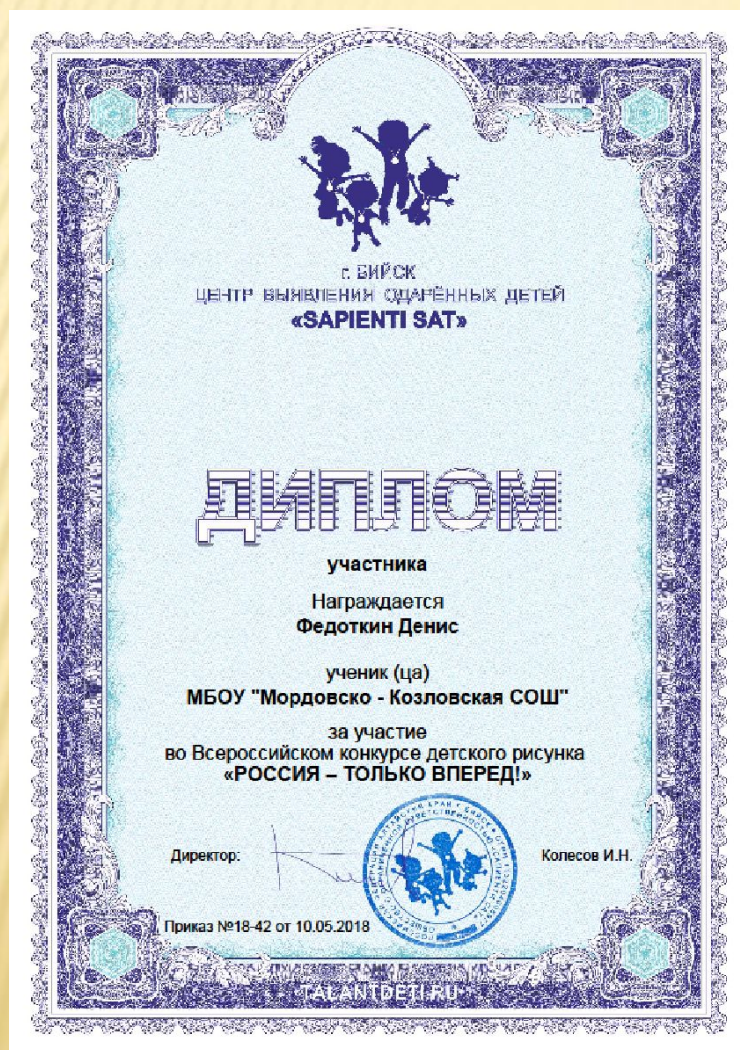 г. БИЙСК
ЦЕНТР ВЫЯВЛЕНИЯ ОДАРЁННЫХ ДЕТЕЙ
«SAPIENTI SAT»
ДИПЛОМ
участника
Награждается
Федоткин Денис
ученик (ца)
МБОУ "Мордовско - Козловская СОШ"
за участие
во Всероссийском конкурсе детского рисунка
«РОССИЯ – ТОЛЬКО ВПЕРЕД!»
Директор:
Колесов И.Н.
Приказ №18-42 от 10.05.2018
TALANTDETI.RU